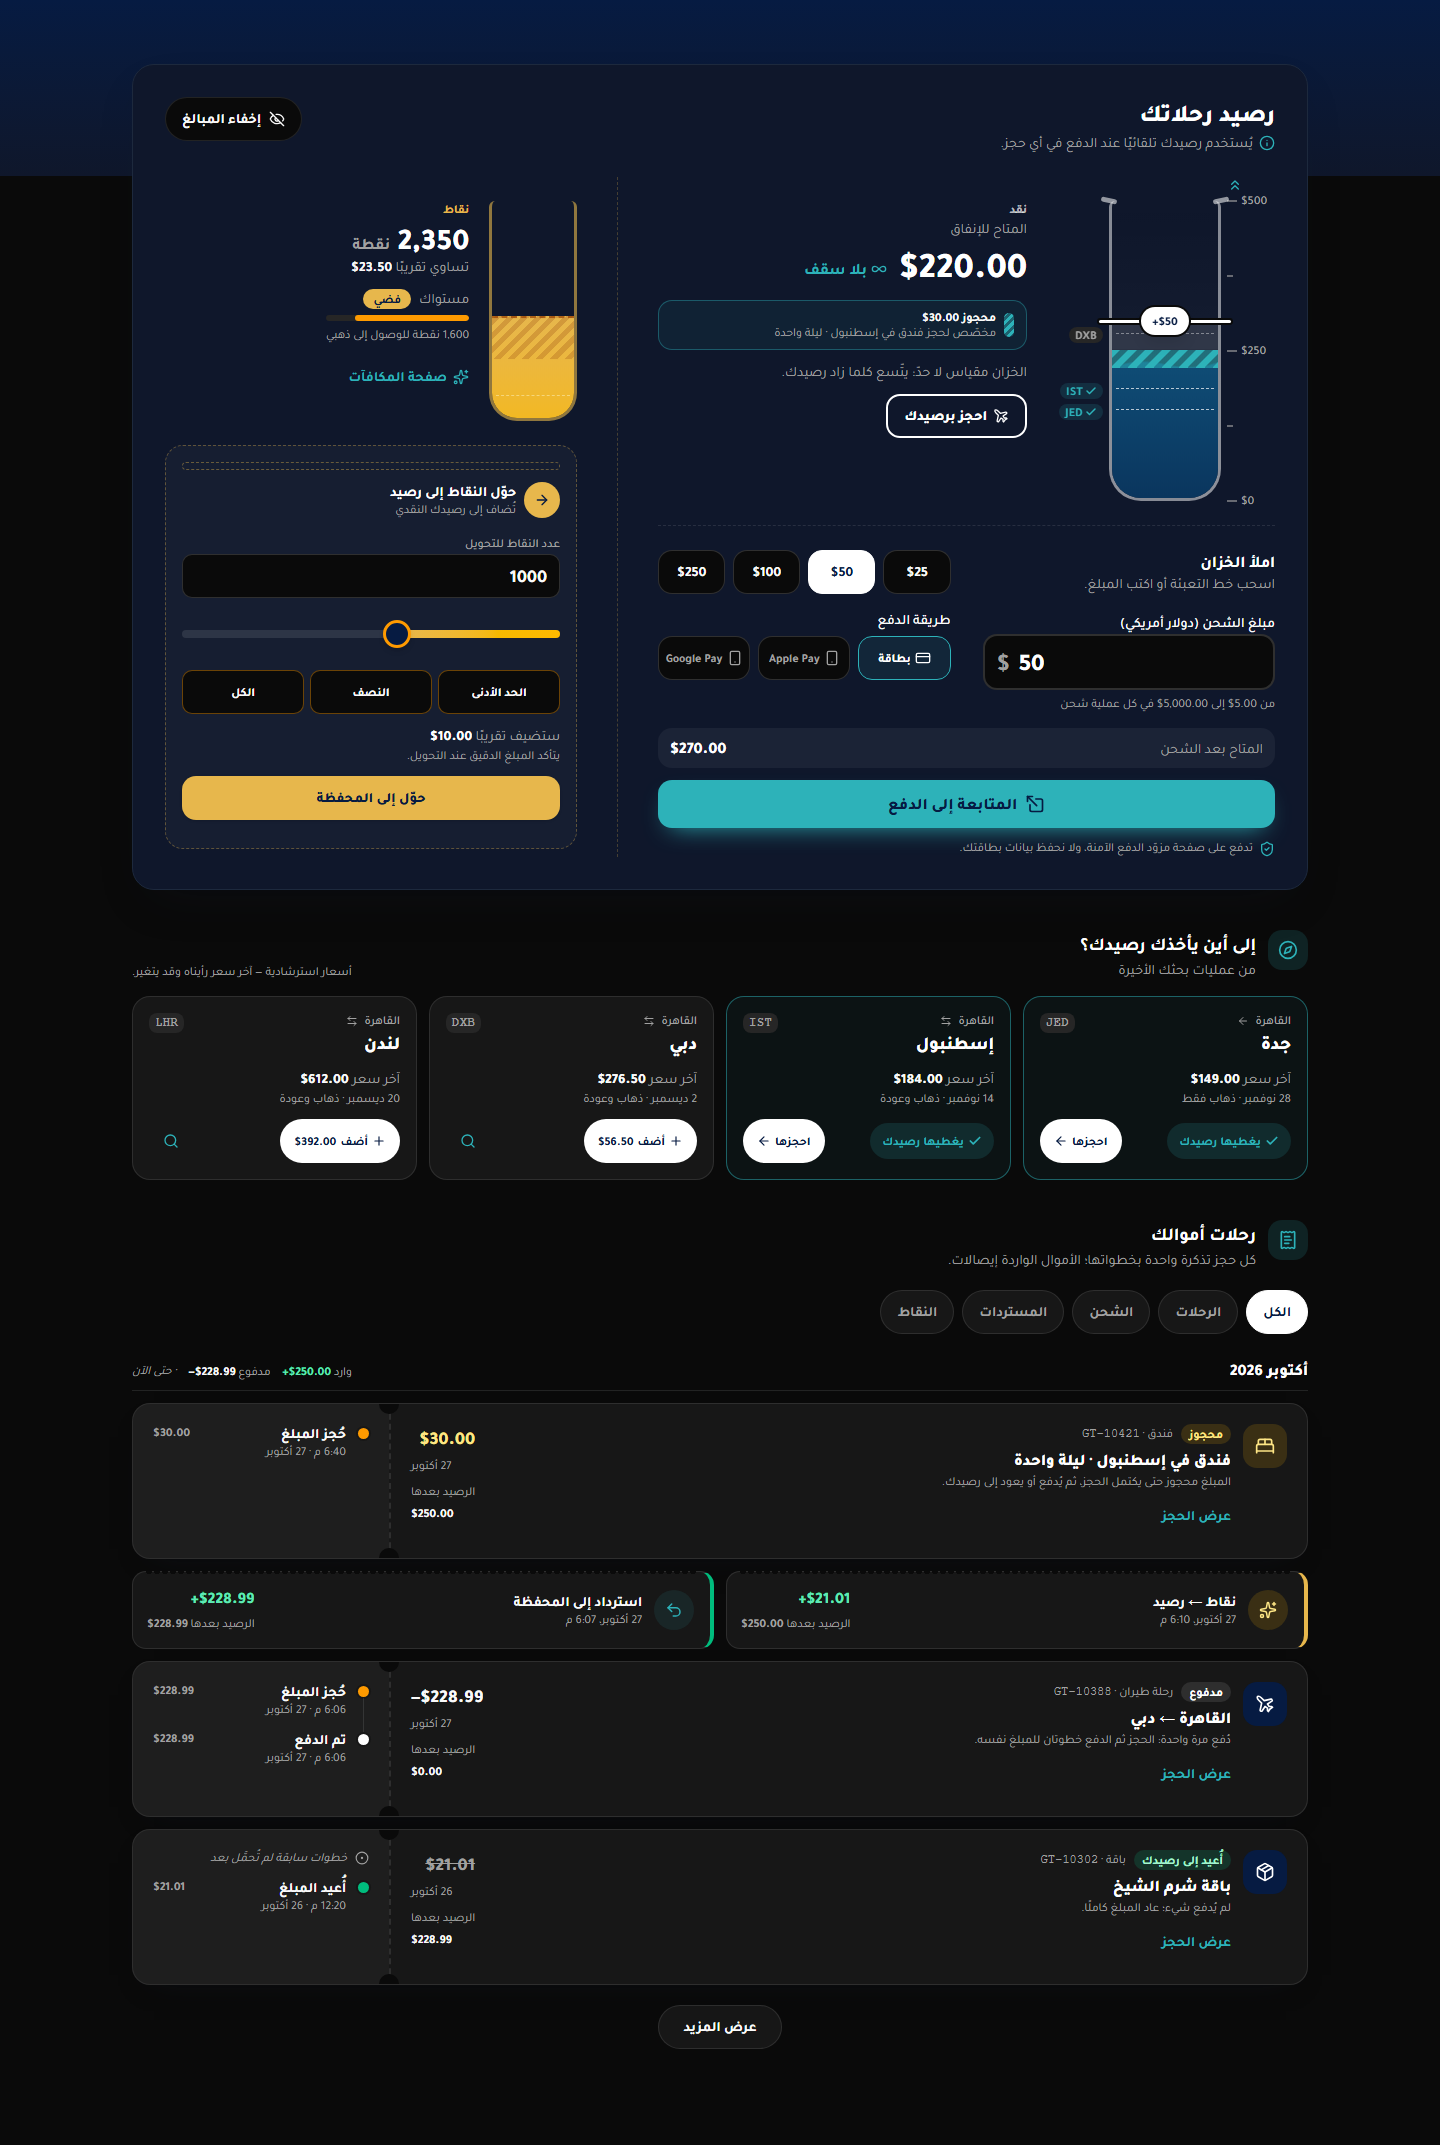 رصيد رحلاتك
يُستخدم رصيدك تلقائيًا عند الدفع في أي حجز.
إخفاء المبالغ
$500
$250
$0
+$50
DXB
IST
JED
نقد
المتاح للإنفاق
$220.00 ∞ بلا سقف
محجوز $30.00
مخصّص لحجز فندق في إسطنبول · ليلة واحدة
الخزان مقياس لا حدّ: يتّسع كلما زاد رصيدك.
احجز برصيدك
املأ الخزان
اسحب خط التعبئة أو اكتب المبلغ.
$25 $50 $100 $250
مبلغ الشحن (دولار أمريكي)
$ 50
من $5.00 إلى $5,000.00 في كل عملية شحن
طريقة الدفع
بطاقة Apple Pay Google Pay
المتاح بعد الشحن $270.00
المتابعة إلى الدفع
تدفع على صفحة مزوّد الدفع الآمنة، ولا نحفظ بيانات بطاقتك.
نقاط
2,350 نقطة
تساوي تقريبًا $23.50
مستواك فضي
1,600 نقطة للوصول إلى ذهبي
صفحة المكافآت
حوّل النقاط إلى رصيد
تُضاف إلى رصيدك النقدي
عدد النقاط للتحويل
1000
الحد الأدنى النصف الكل
ستضيف تقريبًا $10.00
يتأكد المبلغ الدقيق عند التحويل.
حوّل إلى المحفظة
إلى أين يأخذك رصيدك؟
من عمليات بحثك الأخيرة
أسعار استرشادية – آخر سعر رأيناه وقد يتغير.
القاهرة ← JED
جدة
آخر سعر $149.00
28 نوفمبر · ذهاب فقط
يغطيها رصيدك احجزها ←
القاهرة ⇆ IST
إسطنبول
آخر سعر $184.00
14 نوفمبر · ذهاب وعودة
يغطيها رصيدك احجزها ←
القاهرة ⇆ DXB
دبي
آخر سعر $276.50
2 ديسمبر · ذهاب وعودة
+ أضف $56.50
القاهرة ⇆ LHR
لندن
آخر سعر $612.00
20 ديسمبر · ذهاب وعودة
+ أضف $392.00
رحلات أموالك
كل حجز تذكرة واحدة بخطواتها؛ الأموال الواردة إيصالات.
الكل الرحلات الشحن المستردات النقاط
أكتوبر 2026
وارد +$250.00 مدفوع −$228.99 · حتى الآن
محجوز فندق · GT-10421
فندق في إسطنبول · ليلة واحدة
المبلغ محجوز حتى يكتمل الحجز، ثم يُدفع أو يعود إلى رصيدك.
عرض الحجز
$30.00
27 أكتوبر
الرصيد بعدها
$250.00
حُجز المبلغ $30.00
6:40 م · 27 أكتوبر
نقاط ← رصيد
27 أكتوبر، 6:10 م
+$21.01
الرصيد بعدها $250.00
استرداد إلى المحفظة
27 أكتوبر، 6:07 م
+$228.99
الرصيد بعدها $228.99
مدفوع رحلة طيران · GT-10388
القاهرة ← دبي
دُفع مرة واحدة: الحجز ثم الدفع خطوتان للمبلغ نفسه.
عرض الحجز
−$228.99
27 أكتوبر
الرصيد بعدها
$0.00
حُجز المبلغ $228.99
6:06 م · 27 أكتوبر
تم الدفع $228.99
6:06 م · 27 أكتوبر
أُعيد إلى رصيدك باقة · GT-10302
باقة شرم الشيخ
لم يُدفع شيء؛ عاد المبلغ كاملًا.
عرض الحجز
$21.01
26 أكتوبر
الرصيد بعدها
$228.99
خطوات سابقة لم تُحمَّل بعد
أُعيد المبلغ $21.01
12:20 م · 26 أكتوبر
عرض المزيد